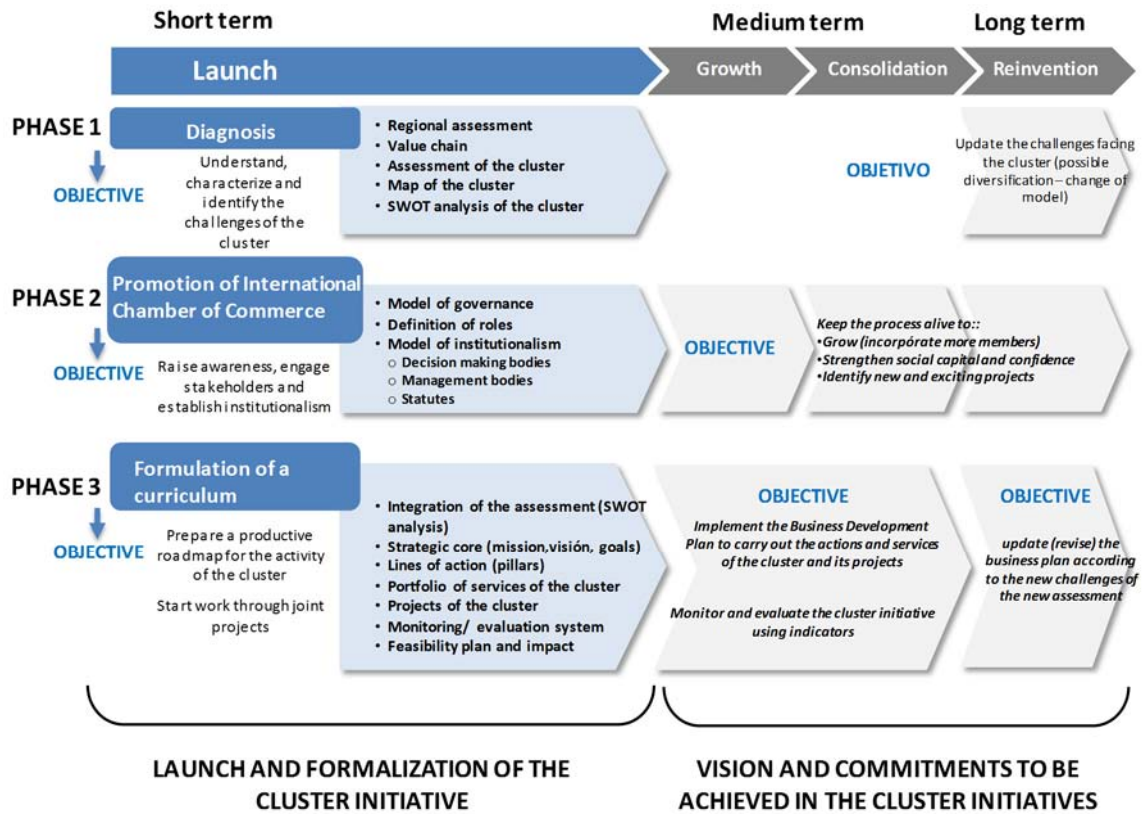 Short term
Medium term
Long term
Launch
Growth
Consolidation
Reinvention
PHASE 1
Diagnosis
OBJECTIVE
Understand,
characterize and
identify the
challenges of the
cluster
• Regional assessment
• Value chain
• Assessment of the cluster
• Map of the cluster
• SWOT analysis of the cluster
OBJETIVO
Update the challenges facing
the cluster (possible
diversification – change of
model)
PHASE 2
Promotion of International
Chamber of Commerce
OBJECTIVE
Raise awareness, engage
stakeholders and
establish institutionalism
• Model of governance
• Definition of roles
• Model of institutionalism
o Decision making bodies
o Management bodies
o Statutes
OBJECTIVE
Keep the process alive to::
•Grow (incorpórate more members)
•Strengthen social capital and confidence
•Identify new and exciting projects
PHASE 3
Formulation of a
curriculum
OBJECTIVE
Prepare a productive
roadmap for the activity
of the cluster
Start work through joint
projects
• Integration of the assessment (SWOT
analysis)
• Strategic core (mission,visión, goals)
• Lines of action (pillars)
• Portfolio of services of the cluster
• Projects of the cluster
• Monitoring/ evaluation system
• Feasibility plan and impact
OBJECTIVE
Implement the Business Development
Plan to carry out the actions and services
of the cluster and its projects
Monitor and evaluate the cluster initiative
using indicators
OBJECTIVE
update (revise) the
business plan according
to the new challenges of
the new assessment
LAUNCH AND FORMALIZATION OF THE
CLUSTER INITIATIVE
VISION AND COMMITMENTS TO BE
ACHIEVED IN THE CLUSTER INITIATIVES